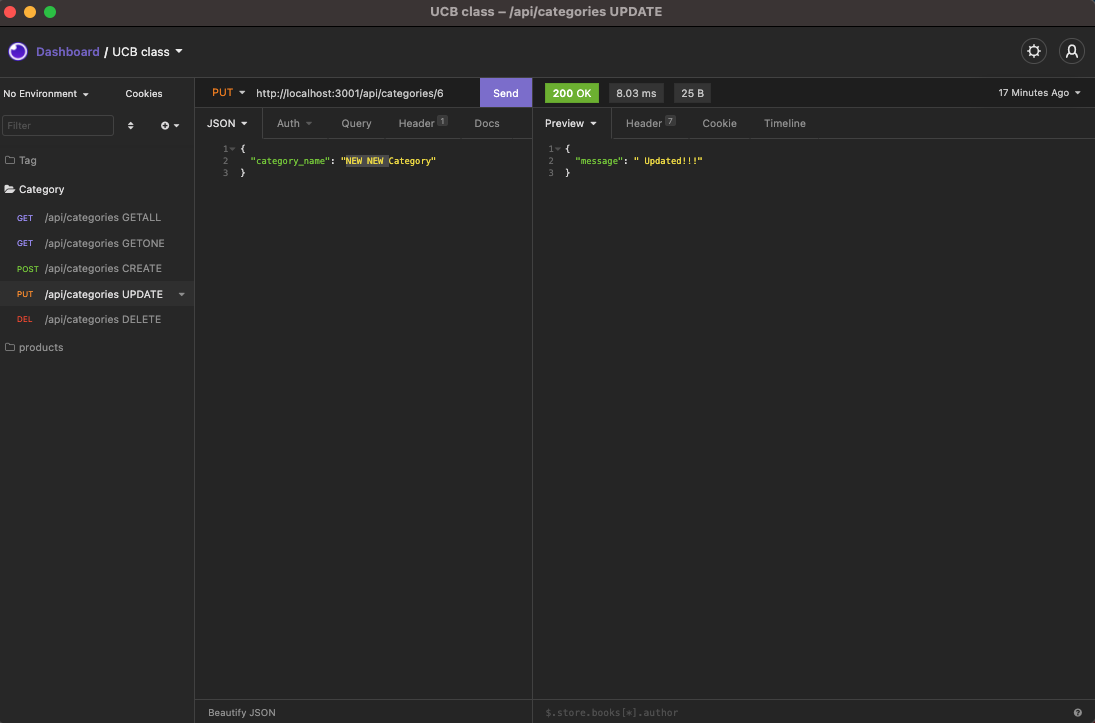 UCB class – /api/categories UPDATE
Dashboard / UCB class
No Environment Cookies
Filter
Tag
Category
GET /api/categories GETALL
GET /api/categories GETONE
POST /api/categories CREATE
PUT /api/categories UPDATE
DEL /api/categories DELETE
products
PUT http://localhost:3001/api/categories/6 Send
JSON Auth Query Header 1 Docs
1 {
2 "category_name": "NEW NEW Category"
3 }
Beautify JSON
200 OK 8.03 ms 25 B 17 Minutes Ago
Preview Header 7 Cookie Timeline
1 {
2 "message": " Updated!!!"
3 }
$.store.books[*].author